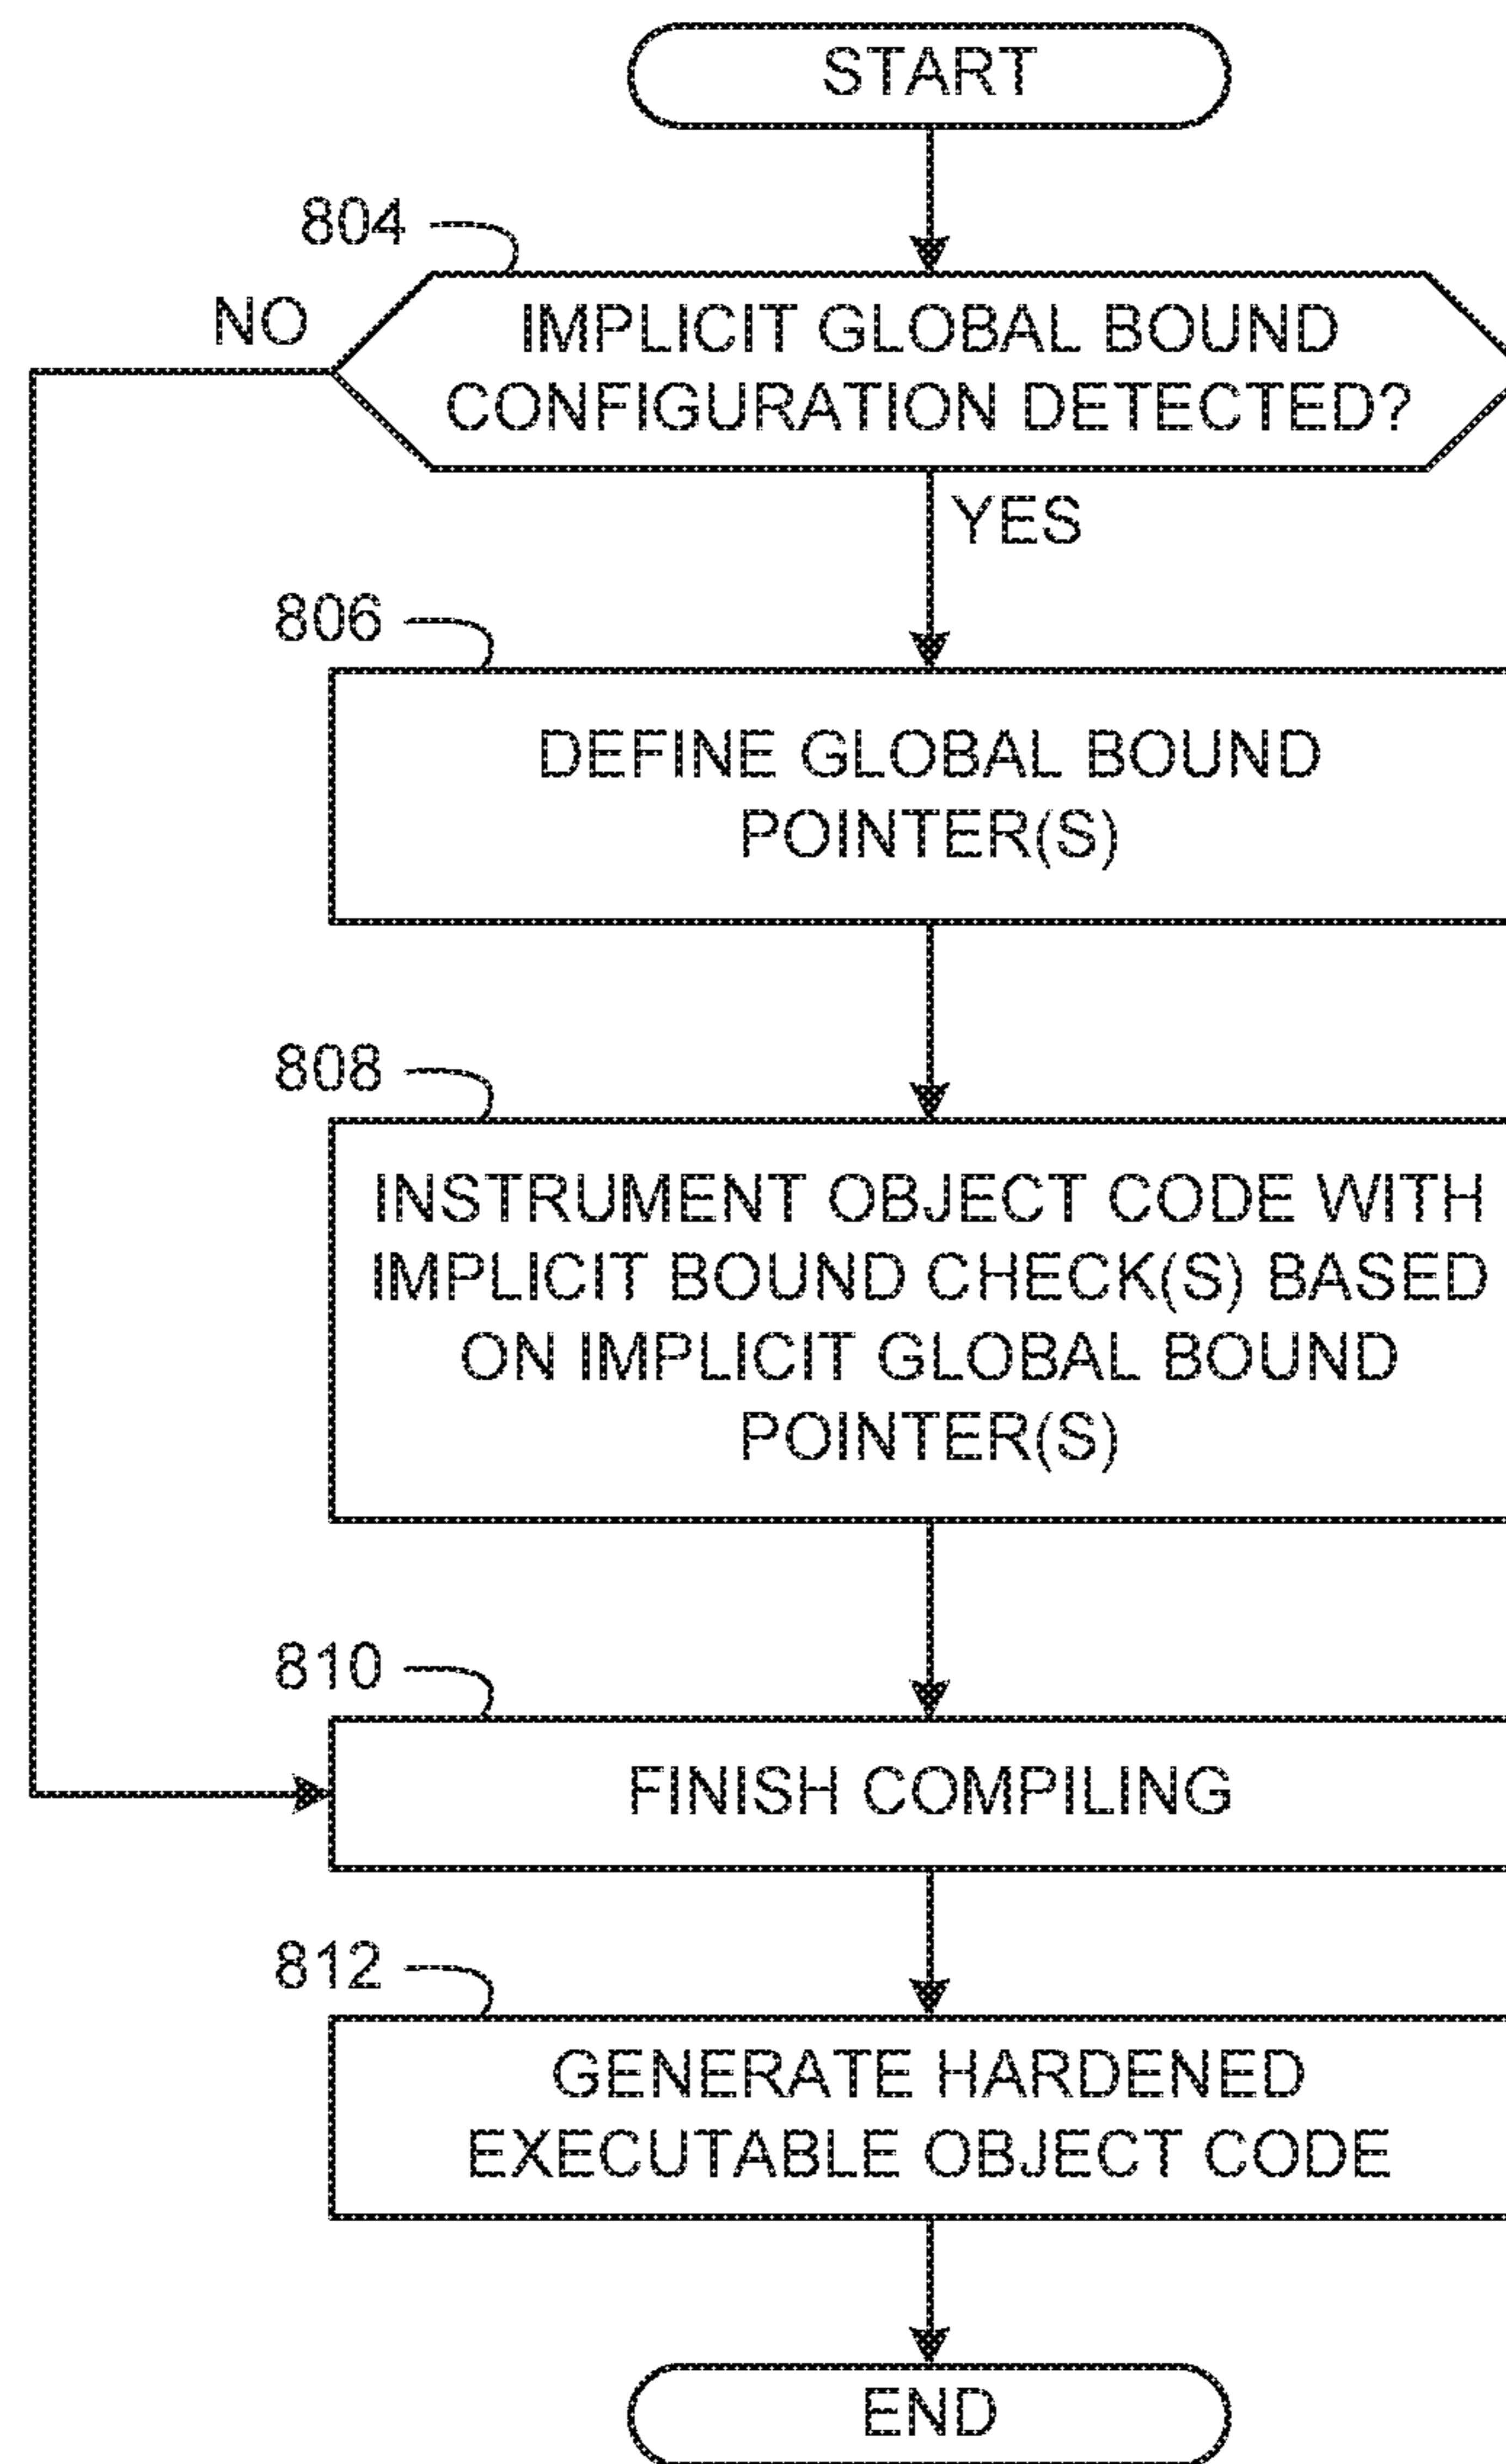 START
804
NO
IMPLICIT GLOBAL BOUND
CONFIGURATION DETECTED?
YES
806
DEFINE GLOBAL BOUND
POINTER(S)
808
INSTRUMENT OBJECT CODE WITH
IMPLICIT BOUND CHECK(S) BASED
ON IMPLICIT GLOBAL BOUND
POINTER(S)
810
FINISH COMPILING
812
GENERATE HARDENED
EXECUTABLE OBJECT CODE
END